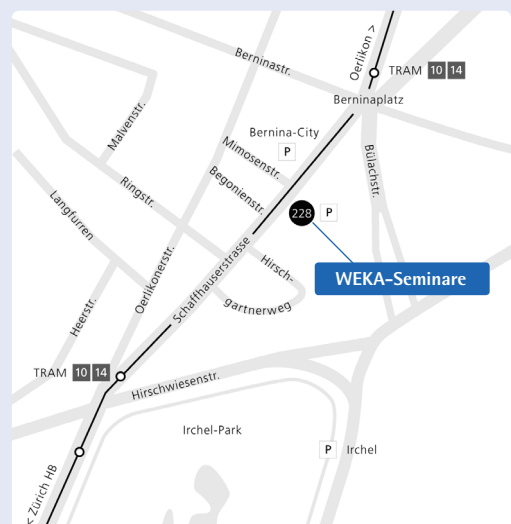 Oerlikon >
Berninastr.
TRAM 10 14
Berninaplatz
Malvenstr.
Bernina-City
P
Mimosenstr.
Bülachstr.
Ringstr.
Begonienstr.
Langfurren
228 P
Oerlikonerstr.
Schaffhauserstrasse
Hirsch-
gartnerweg
WEKA-Seminare
Heerstr.
TRAM 10 14
Hirschwiesenstr.
Irchel-Park
P Irchel
< Zürich HB